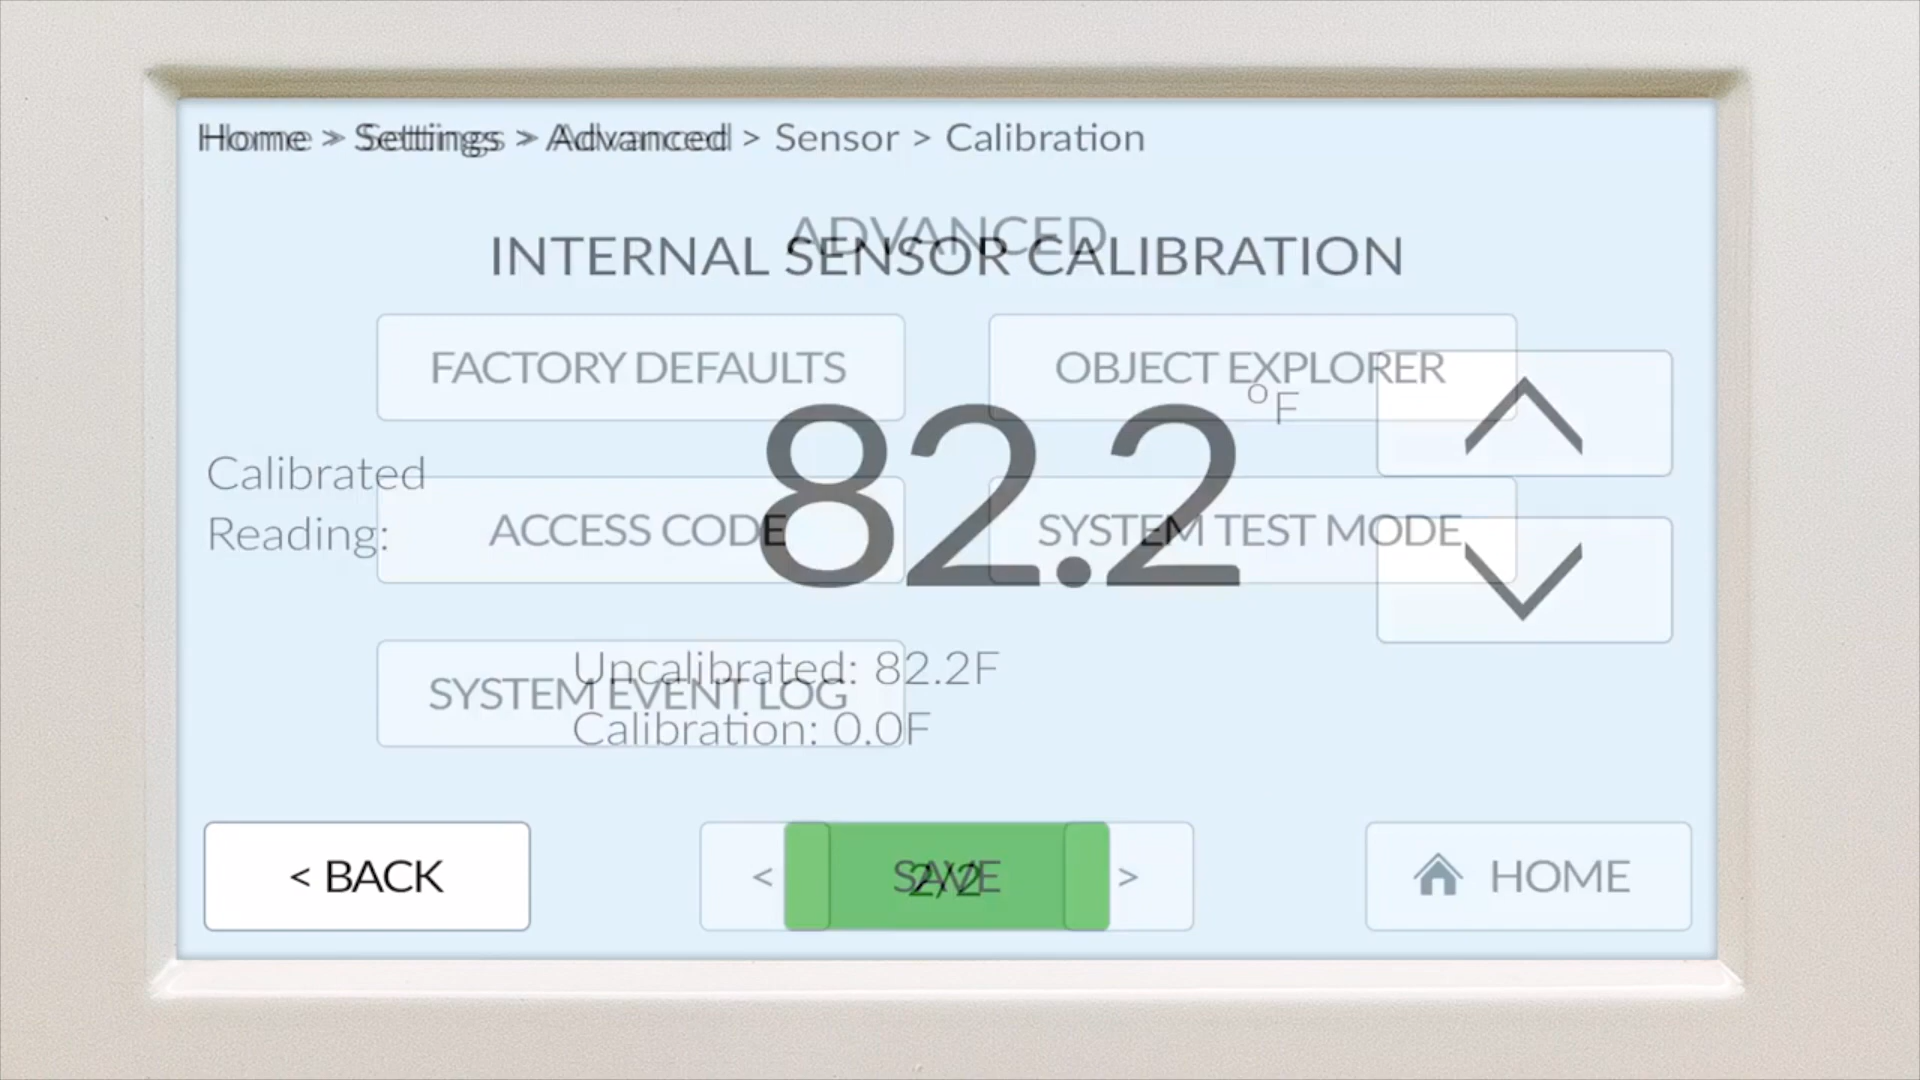 Home > Settings > Advanced > Sensor > Calibration
ADVANCED
INTERNAL SENSOR CALIBRATION
FACTORY DEFAULTS
OBJECT EXPLORER
°F
82.2
Calibrated
Reading:
ACCESS CODE
SYSTEM TEST MODE
Uncalibrated: 82.2F
SYSTEM EVENT LOG
Calibration: 0.0F
< BACK
<
SAVE
2/2
>
HOME